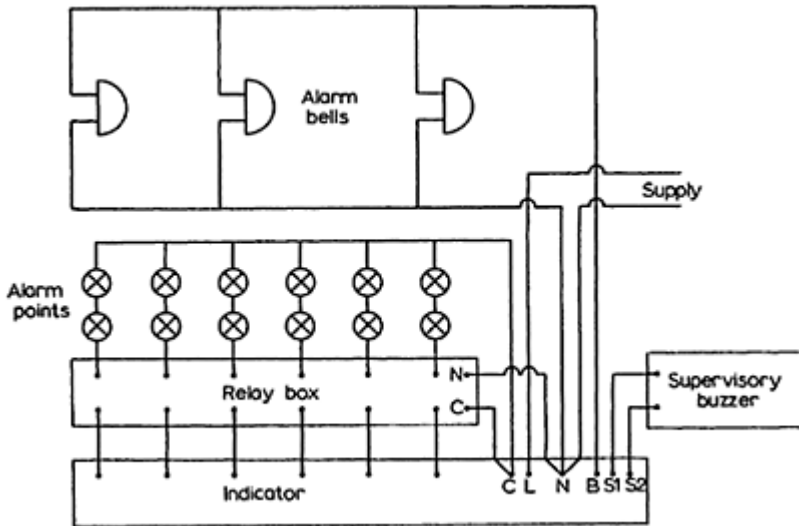 Alarm
bells
Supply
Alarm
points
N
Relay box
C
Supervisory
buzzer
C L N B S1 S2
Indicator